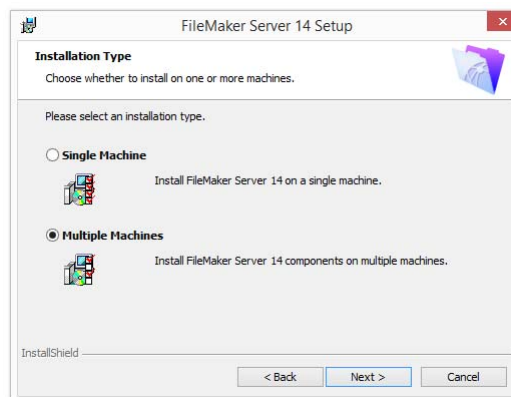 FileMaker Server 14 Setup
Installation Type
Choose whether to install on one or more machines.
Please select an installation type.
Single Machine
Install FileMaker Server 14 on a single machine.
Multiple Machines
Install FileMaker Server 14 components on multiple machines.
InstallShield
< Back Next > Cancel